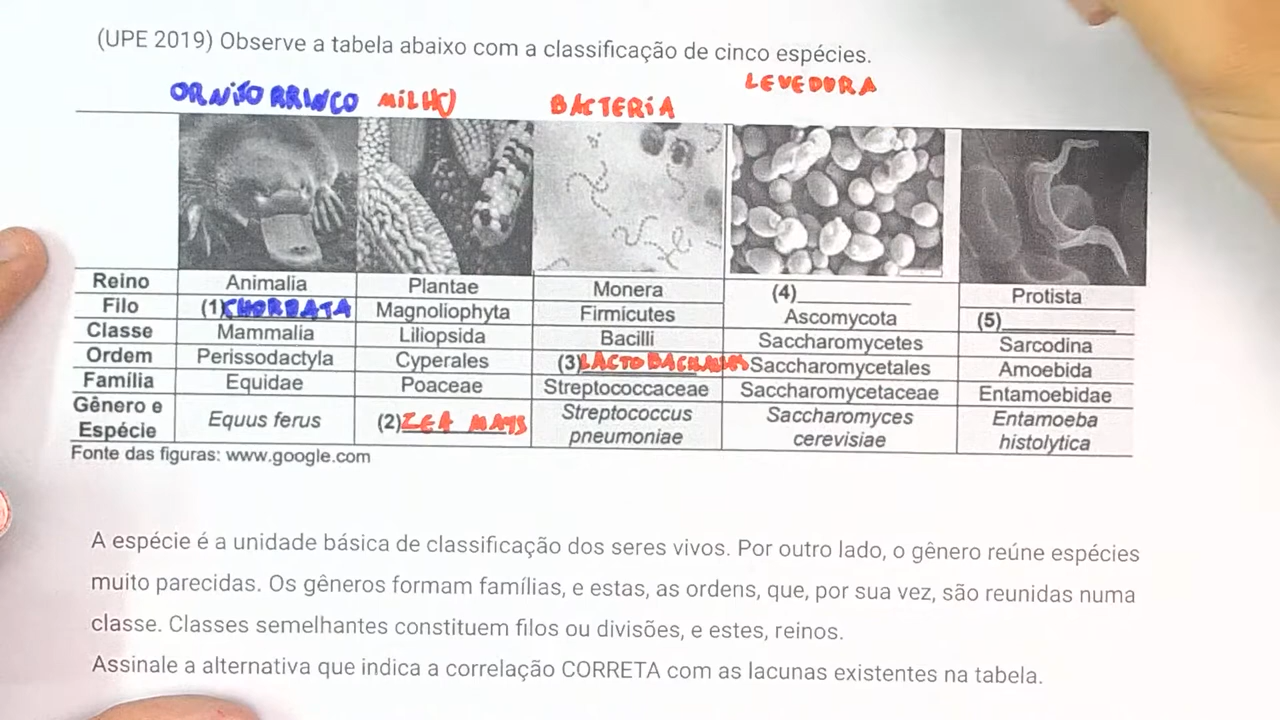 (UPE 2019) Observe a tabela abaixo com a classificação de cinco espécies.
ORNITORRINCO MILHO BACTERIA LEVEDURA
Reino Animalia Plantae Monera (4)__________ Protista
Filo (1)CHORDATA Magnoliophyta Firmicutes Ascomycota (5)__________
Classe Mammalia Liliopsida Bacilli Saccharomycetes Sarcodina
Ordem Perissodactyla Cyperales (3)LACTOBACILLALES Saccharomycetales Amoebida
Família Equidae Poaceae Streptococcaceae Saccharomycetaceae Entamoebidae
Gênero e Espécie Equus ferus (2)ZEA MAYS Streptococcus pneumoniae Saccharomyces cerevisiae Entamoeba histolytica
Fonte das figuras: www.google.com
A espécie é a unidade básica de classificação dos seres vivos. Por outro lado, o gênero reúne espécies
muito parecidas. Os gêneros formam famílias, e estas, as ordens, que, por sua vez, são reunidas numa
classe. Classes semelhantes constituem filos ou divisões, e estes, reinos.
Assinale a alternativa que indica a correlação CORRETA com as lacunas existentes na tabela.